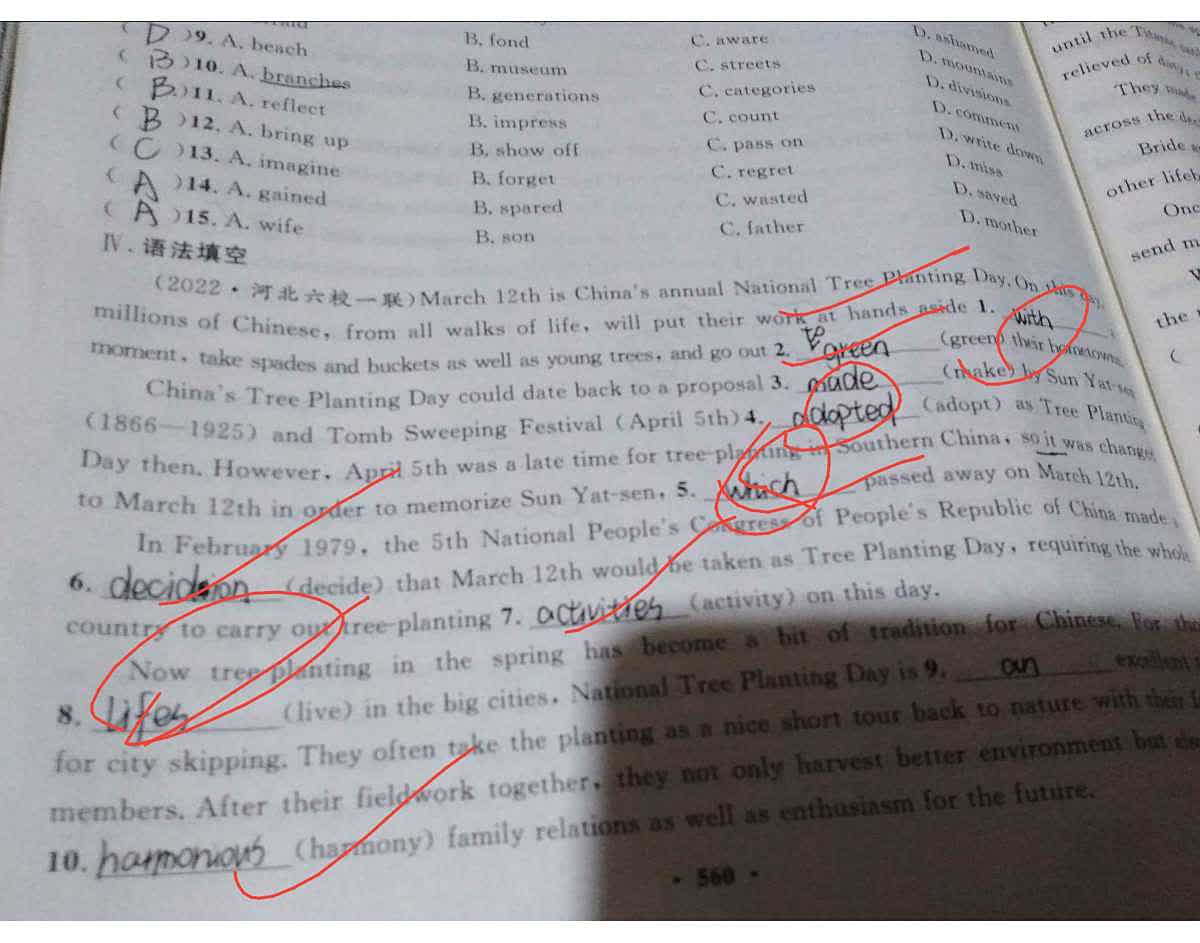 ( D )9. A. beach B. fond C. aware D. ashamed
( B )10. A. branches B. museum C. streets D. mountains
( B )11. A. reflect B. generations C. categories D. divisions
( B )12. A. bring up B. impress C. count D. comment
( C )13. A. imagine B. show off C. pass on D. write down
( A )14. A. gained B. forget C. regret D. miss
( A )15. A. wife B. spared C. wasted D. saved
B. son C. father D. mother
Ⅳ. 语法填空
(2022·河北六校一联)March 12th is China's annual National Tree Planting Day. On this day,
millions of Chinese, from all walks of life, will put their work at hands aside 1. with
moment, take spades and buckets as well as young trees, and go out 2. to green (green) their hometowns.
China's Tree Planting Day could date back to a proposal 3. made (make) by Sun Yat-sen
(1866—1925) and Tomb Sweeping Festival (April 5th) 4. adopted (adopt) as Tree Planting
Day then. However, April 5th was a late time for tree-planting in Southern China, so it was changed
to March 12th in order to memorize Sun Yat-sen, 5. which passed away on March 12th.
In February 1979, the 5th National People's Congress of People's Republic of China made
6. decidsion (decide) that March 12th would be taken as Tree Planting Day, requiring the whole
country to carry out tree-planting 7. activities (activity) on this day.
Now tree-planting in the spring has become a bit of tradition for Chinese. For
8. lifes (live) in the big cities, National Tree Planting Day is 9. an excellent
for city skipping. They often take the planting as a nice short tour back to nature with their
members. After their fieldwork together, they not only harvest better environment but
10. harmonious (harmony) family relations as well as enthusiasm for the future.
· 560 ·
until the Titanic
relieved of
They made
across the
Bride
other
Once
send
the
(